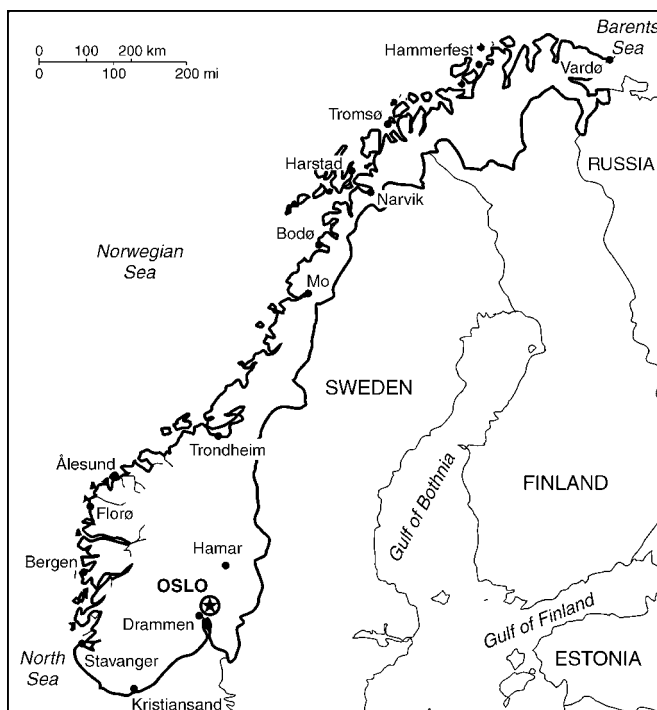 Barents
Sea
0 100 200 km
0 100 200 mi
Hammerfest
Vardø
Tromsø
RUSSIA
Harstad
Narvik
Bodø
Norwegian
Sea
Mo
SWEDEN
Trondheim
Ålesund
FINLAND
Florø
Gulf of Bothnia
Hamar
Bergen
OSLO
Drammen
Gulf of Finland
North
Sea
Stavanger
ESTONIA
Kristiansand